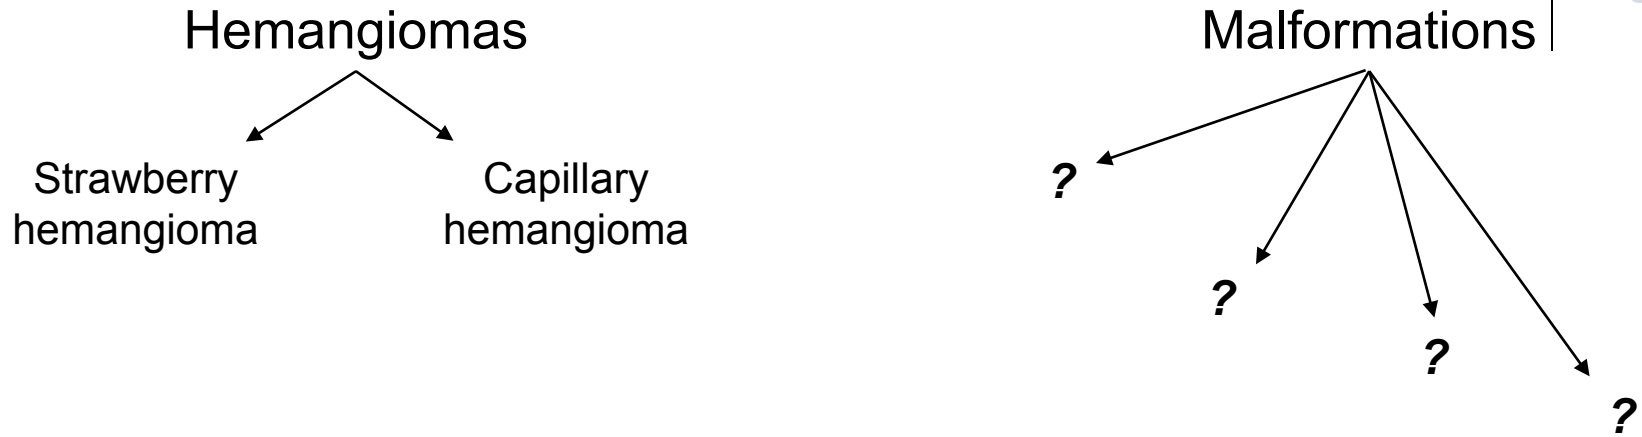 Hemangiomas
Malformations
Strawberry
hemangioma
Capillary
hemangioma
?
?
?
?